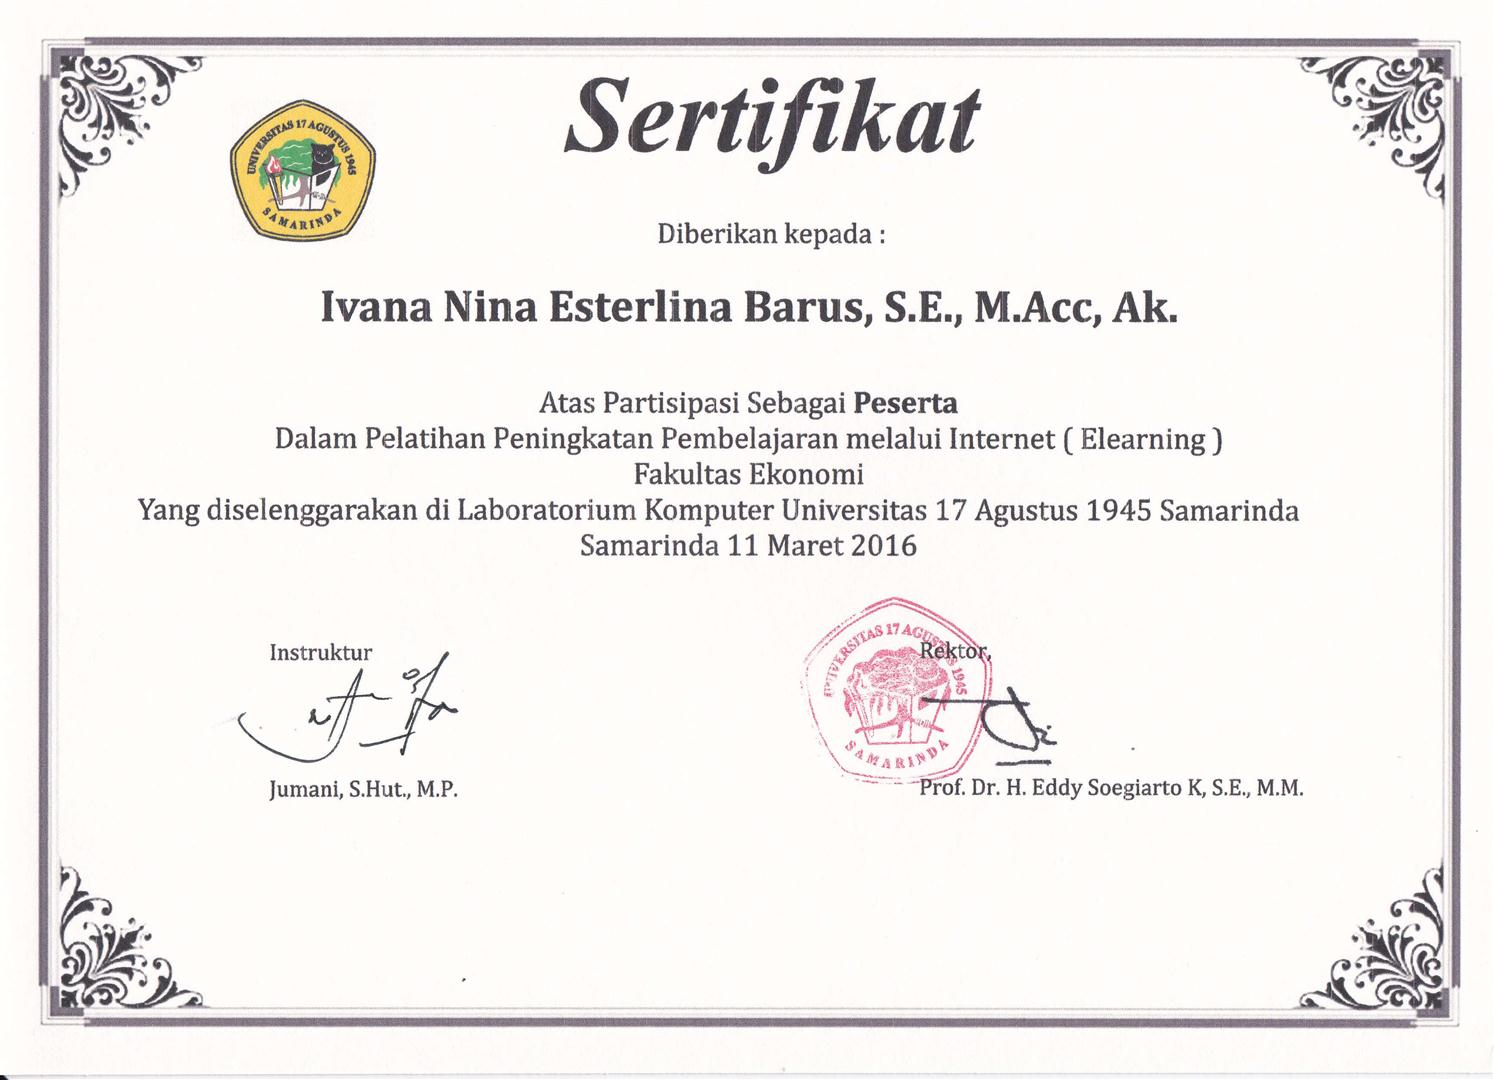 Sertifikat
UNIVERSITAS 17 AGUSTUS 1945
SAMARINDA
Diberikan kepada :
Ivana Nina Esterlina Barus, S.E., M.Acc, Ak.
Atas Partisipasi Sebagai Peserta
Dalam Pelatihan Peningkatan Pembelajaran melalui Internet ( Elearning )
Fakultas Ekonomi
Yang diselenggarakan di Laboratorium Komputer Universitas 17 Agustus 1945 Samarinda
Samarinda 11 Maret 2016
Instruktur
Jumani, S.Hut., M.P.
UNIVERSITAS 17 AGUSTUS 1945
SAMARINDA
Rektor,
Prof. Dr. H. Eddy Soegiarto K, S.E., M.M.